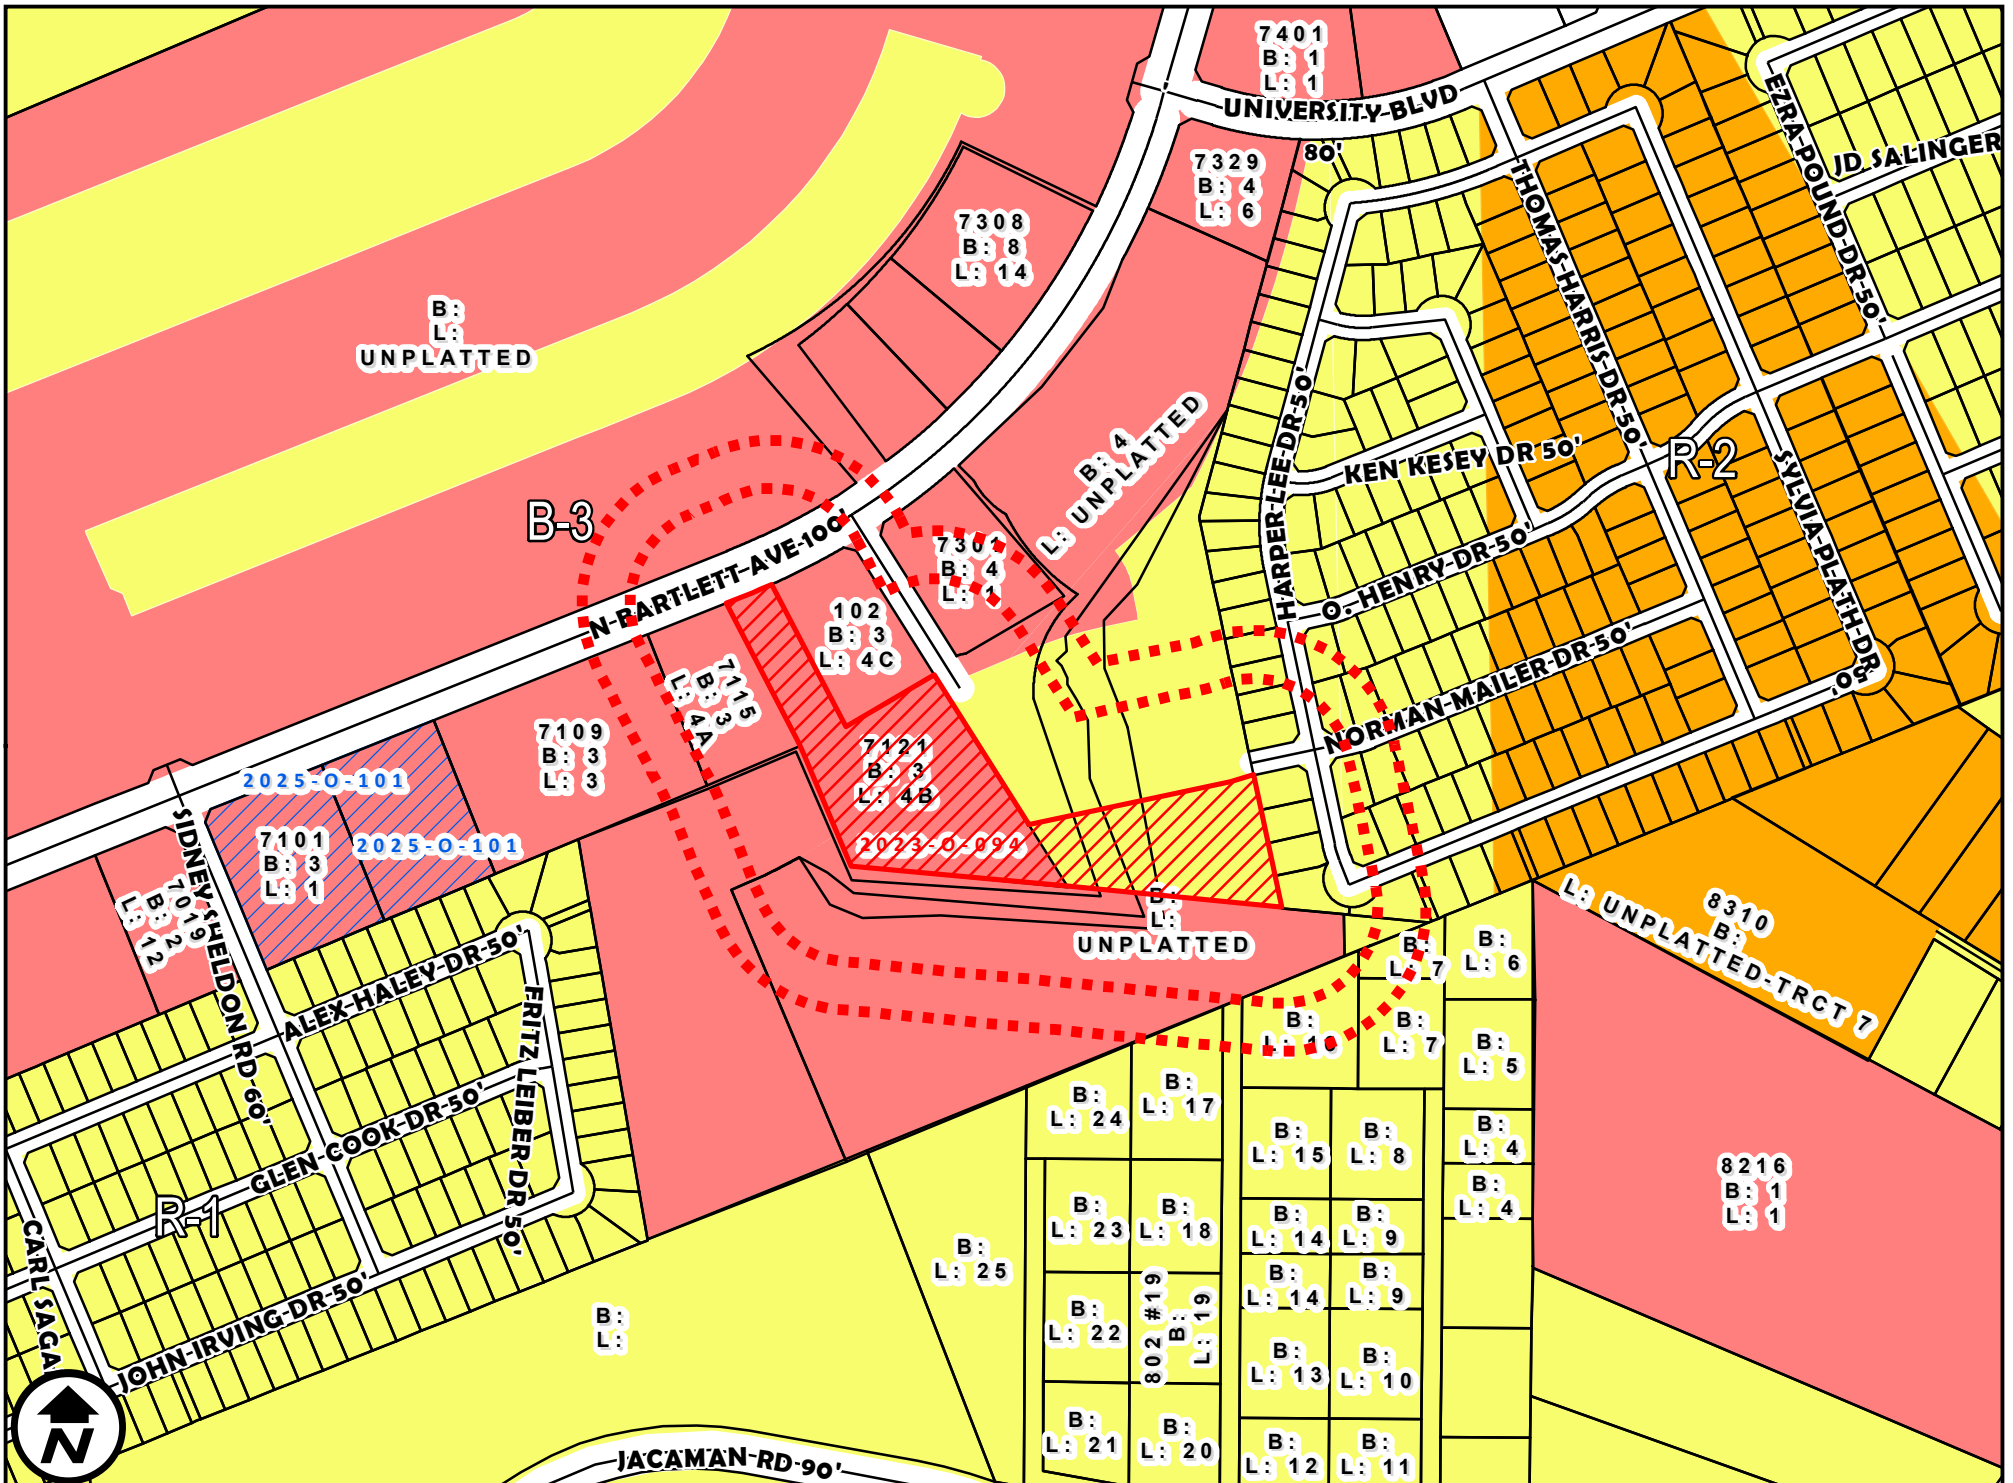 7401
B: 1
L: 1
UNIVERSITY BLVD
80'
EZRA POUND DR 50'
JD SALINGER
7329
B: 4
L: 6
THOMAS HARRIS DR 50'
7308
B: 8
L: 14
B:
L:
UNPLATTED
B: 4
L: UNPLATTED
HARPER LEE DR 50'
KEN KESEY DR 50'
R-2
SYLVIA PLATH DR
50'
B-3
N BARTLETT AVE 100'
7301
B: 4
L: 1
O. HENRY DR 50'
102
B: 3
L: 4C
NORMAN MAILER DR 50'
7115
B: 3
L: 4A
7109
B: 3
L: 3
7121
B: 3
L: 4B
2023-O-094
2025-O-101
7101
B: 3
L: 1
2025-O-101
SIDNEY SHELDON RD 60'
7019
B: 2
L: 12
B:
L:
UNPLATTED
8310
B:
L: UNPLATTED-TRCT 7
ALEX HALEY DR 50'
FRITZ LEIBER DR 50'
B:
L: 7
B:
L: 6
B:
L: 16
B:
L: 7
B:
L: 5
GLEN COOK DR 50'
B:
L: 24
B:
L: 17
B:
L: 15
B:
L: 8
B:
L: 4
B:
L: 4
8216
B: 1
L: 1
R-1
B:
L: 23
B:
L: 18
B:
L: 14
B:
L: 9
CARL SAGA
B:
L: 25
B:
L: 14
B:
L: 9
JOHN IRVING DR 50'
B:
L:
B:
L: 22
802 #19
B:
L: 19
B:
L: 13
B:
L: 10
N
JACAMAN RD 90'
B:
L: 21
B:
L: 20
B:
L: 12
B:
L: 11